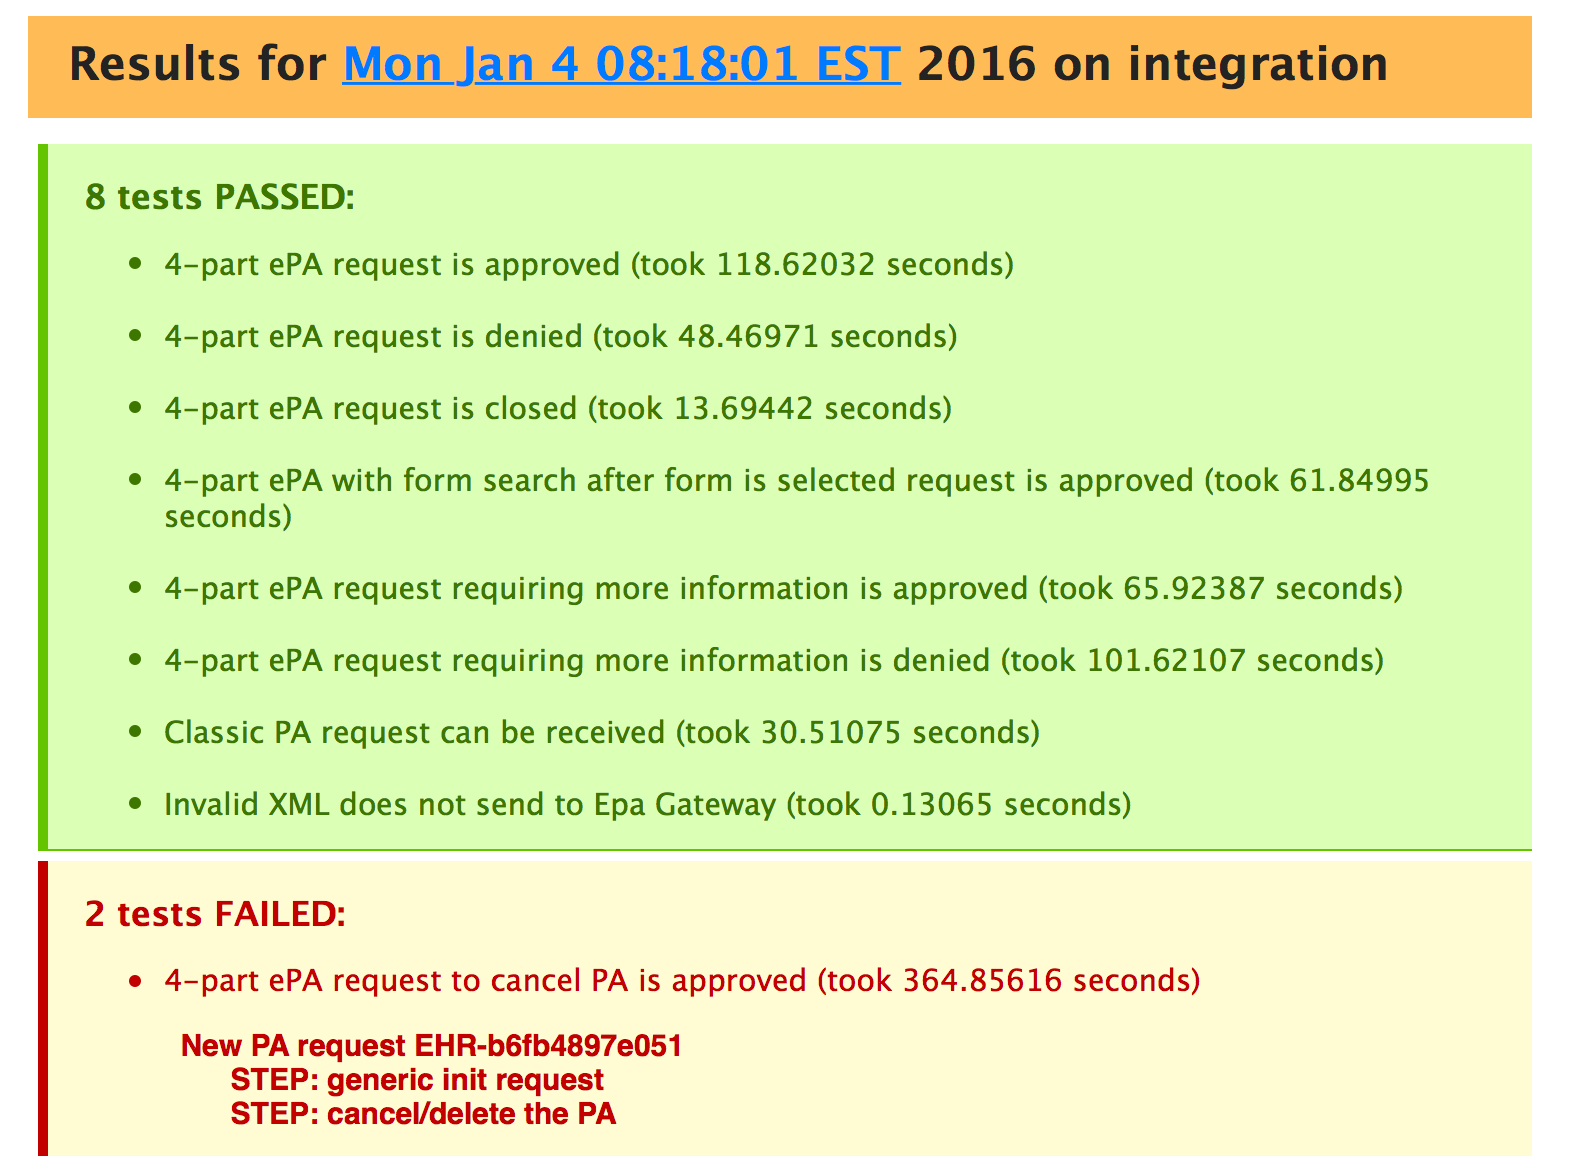 Results for Mon Jan 4 08:18:01 EST 2016 on integration
8 tests PASSED:
• 4-part ePA request is approved (took 118.62032 seconds)
• 4-part ePA request is denied (took 48.46971 seconds)
• 4-part ePA request is closed (took 13.69442 seconds)
• 4-part ePA with form search after form is selected request is approved (took 61.84995
seconds)
• 4-part ePA request requiring more information is approved (took 65.92387 seconds)
• 4-part ePA request requiring more information is denied (took 101.62107 seconds)
• Classic PA request can be received (took 30.51075 seconds)
• Invalid XML does not send to Epa Gateway (took 0.13065 seconds)
2 tests FAILED:
• 4-part ePA request to cancel PA is approved (took 364.85616 seconds)
New PA request EHR-b6fb4897e051
STEP: generic init request
STEP: cancel/delete the PA